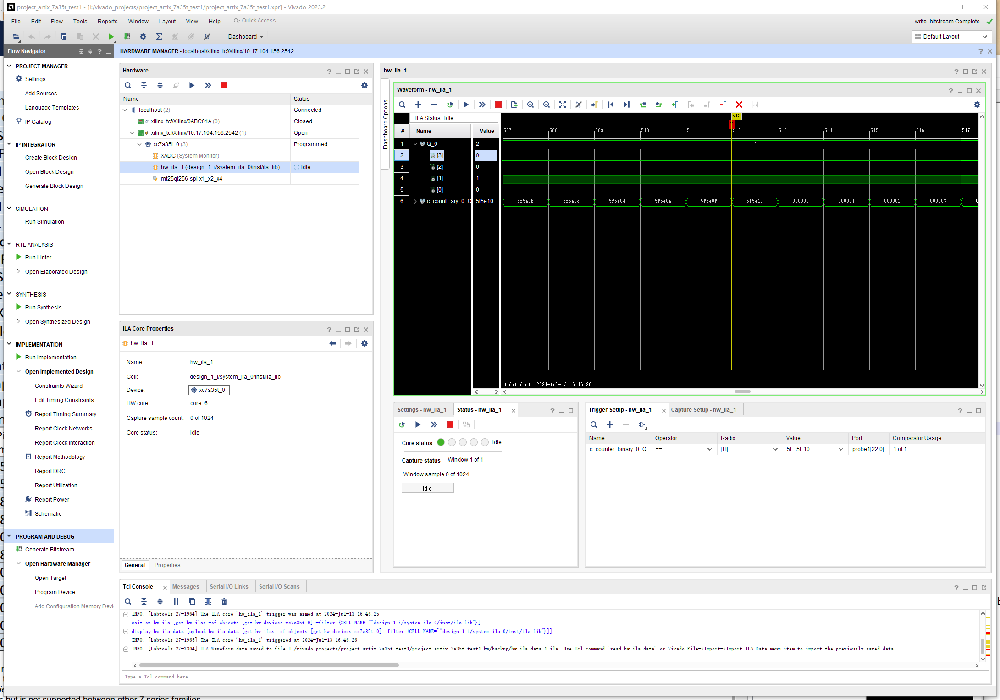 project_artix_7a35t_test1 - [I:/vivado_projects/project_artix_7a35t_test1/project_artix_7a35t_test1.xpr] - Vivado 2023.2
File Edit Flow Tools Reports Window Layout View Help Quick Access
write_bitstream Complete
Dashboard
Default Layout
Flow Navigator
PROJECT MANAGER
Settings
Add Sources
Language Templates
IP Catalog
IP INTEGRATOR
Create Block Design
Open Block Design
Generate Block Design
SIMULATION
Run Simulation
RTL ANALYSIS
Run Linter
Open Elaborated Design
SYNTHESIS
Run Synthesis
Open Synthesized Design
IMPLEMENTATION
Run Implementation
Open Implemented Design
Constraints Wizard
Edit Timing Constraints
Report Timing Summary
Report Clock Networks
Report Clock Interaction
Report Methodology
Report DRC
Report Utilization
Report Power
Schematic
PROGRAM AND DEBUG
Generate Bitstream
Open Hardware Manager
Open Target
Program Device
Add Configuration Memory Devi
HARDWARE MANAGER - localhost/xilinx_tcf/Xilinx/10.17.104.156:2542
Hardware
Name Status
localhost (2) Connected
xilinx_tcf/Xilinx/0ABC01A (0) Closed
xilinx_tcf/Xilinx/10.17.104.156:2542 (1) Open
xc7a35t_0 (3) Programmed
XADC (System Monitor)
hw_ila_1 (design_1_i/system_ila_0/inst/ila_lib) Idle
mt25ql256-spi-x1_x2_x4
ILA Core Properties
hw_ila_1
Name: hw_ila_1
Cell: design_1_i/system_ila_0/inst/ila_lib
Device: xc7a35t_0
HW core: core_6
Capture sample count: 0 of 1024
Core status: Idle
General Properties
hw_ila_1
Dashboard Options
Waveform - hw_ila_1
ILA Status: Idle
512
# Name Value
507 508 509 510 511 512 513 514 515 516 517
1 Q_0 2 2
2 [3] 0
3 [2] 0
4 [1] 1
5 [0] 0
6 c_count...ary_0_Q 5f5e10 5f5e0b 5f5e0c 5f5e0d 5f5e0e 5f5e0f 5f5e10 000000 000001 000002 000003 0
Updated at: 2024-Jul-13 16:46:26
Settings - hw_ila_1 Status - hw_ila_1
Core status Idle
Capture status - Window 1 of 1
Window sample 0 of 1024
Idle
Trigger Setup - hw_ila_1 Capture Setup - hw_ila_1
Name Operator Radix Value Port Comparator Usage
c_counter_binary_0_Q == [H] 5F_5E10 probe1[22:0] 1 of 1
Tcl Console Messages Serial I/O Links Serial I/O Scans
INFO: [Labtools 27-1964] The ILA core 'hw_ila_1' trigger was armed at 2024-Jul-13 16:46:25
wait_on_hw_ila [get_hw_ilas -of_objects [get_hw_devices xc7a35t_0] -filter {CELL_NAME=~"design_1_i/system_ila_0/inst/ila_lib"}]
display_hw_ila_data [upload_hw_ila_data [get_hw_ilas -of_objects [get_hw_devices xc7a35t_0] -filter {CELL_NAME=~"design_1_i/system_ila_0/inst/ila_lib"}]]
INFO: [Labtools 27-1966] The ILA core 'hw_ila_1' triggered at 2024-Jul-13 16:46:26
INFO: [Labtools 27-3304] ILA Waveform data saved to file I:/vivado_projects/project_artix_7a35t_test1/project_artix_7a35t_test1.hw/backup/hw_ila_data_1.ila. Use Tcl command 'read_hw_ila_data' or Vivado File->Import->Import ILA Data menu item to import the previously saved data.
Type a Tcl command here
s but is not supported between other 7 series families